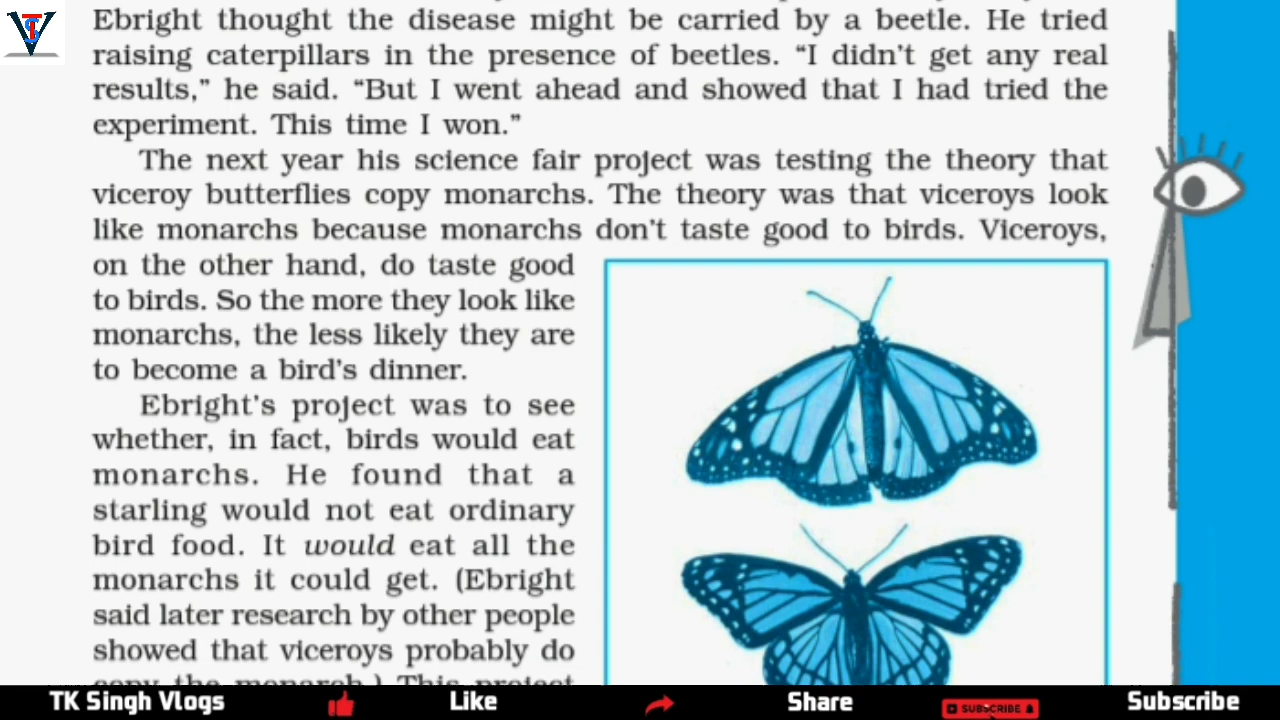 Ebright thought the disease might be carried by a beetle. He tried
raising caterpillars in the presence of beetles. “I didn’t get any real
results,” he said. “But I went ahead and showed that I had tried the
experiment. This time I won.”
The next year his science fair project was testing the theory that
viceroy butterflies copy monarchs. The theory was that viceroys look
like monarchs because monarchs don’t taste good to birds. Viceroys,
on the other hand, do taste good
to birds. So the more they look like
monarchs, the less likely they are
to become a bird’s dinner.
Ebright’s project was to see
whether, in fact, birds would eat
monarchs. He found that a
starling would not eat ordinary
bird food. It would eat all the
monarchs it could get. (Ebright
said later research by other people
showed that viceroys probably do
copy the monarch.) This project
TK Singh Vlogs Like Share SUBSCRIBE Subscribe